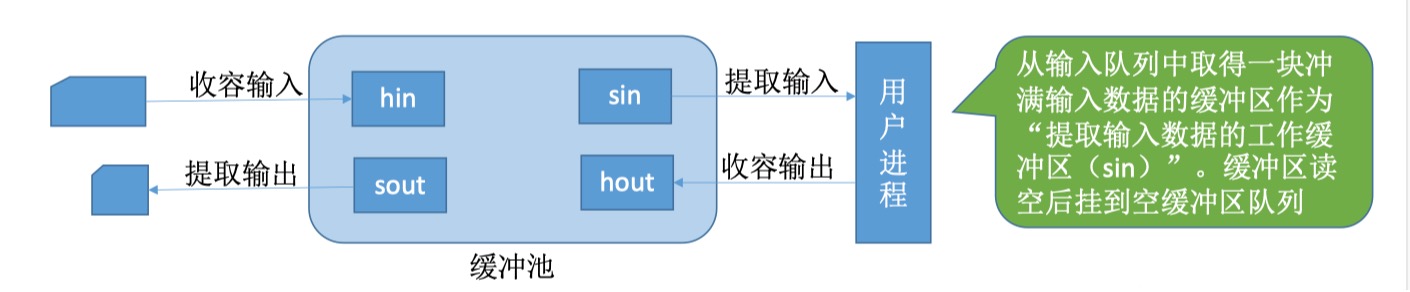 收容输入
hin
sin
提取输入
提取输出
sout
hout
收容输出
用户进程
缓冲池
从输入队列中取得一块冲
满输入数据的缓冲区作为
“提取输入数据的工作缓
冲区（sin）”。缓冲区读
空后挂到空缓冲区队列